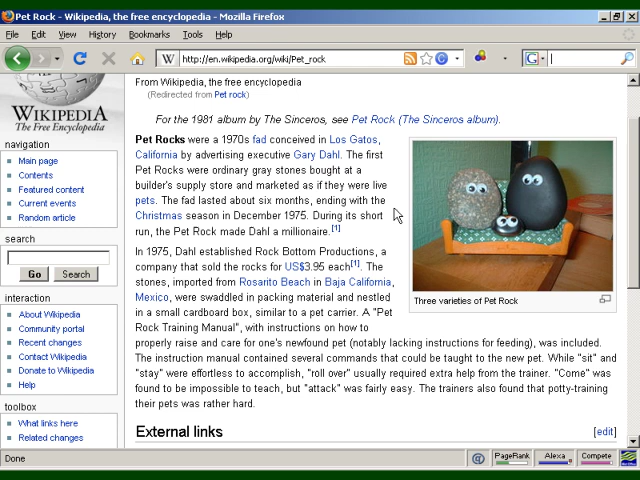 Pet Rock - Wikipedia, the free encyclopedia - Mozilla Firefox
File Edit View History Bookmarks Tools Help
http://en.wikipedia.org/wiki/Pet_rock
WIKIPEDIA
The Free Encyclopedia
navigation
Main page
Contents
Featured content
Current events
Random article
search
Go Search
interaction
About Wikipedia
Community portal
Recent changes
Contact Wikipedia
Donate to Wikipedia
Help
toolbox
What links here
Related changes
From Wikipedia, the free encyclopedia
(Redirected from Pet rock)
For the 1981 album by The Sinceros, see Pet Rock (The Sinceros album).
Pet Rocks were a 1970s fad conceived in Los Gatos,
California by advertising executive Gary Dahl. The first
Pet Rocks were ordinary gray stones bought at a
builder's supply store and marketed as if they were live
pets. The fad lasted about six months, ending with the
Christmas season in December 1975. During its short
run, the Pet Rock made Dahl a millionaire.[1]
In 1975, Dahl established Rock Bottom Productions, a
company that sold the rocks for US$3.95 each[1]. The
stones, imported from Rosarito Beach in Baja California,
Mexico, were swaddled in packing material and nestled
in a small cardboard box, similar to a pet carrier. A "Pet
Rock Training Manual", with instructions on how to
properly raise and care for one's newfound pet (notably lacking instructions for feeding), was included.
The instruction manual contained several commands that could be taught to the new pet. While "sit" and
"stay" were effortless to accomplish, "roll over" usually required extra help from the trainer. "Come" was
found to be impossible to teach, but "attack" was fairly easy. The trainers also found that potty-training
their pets was rather hard.
Three varieties of Pet Rock
External links
[edit]
Done
PageRank Alexa Compete